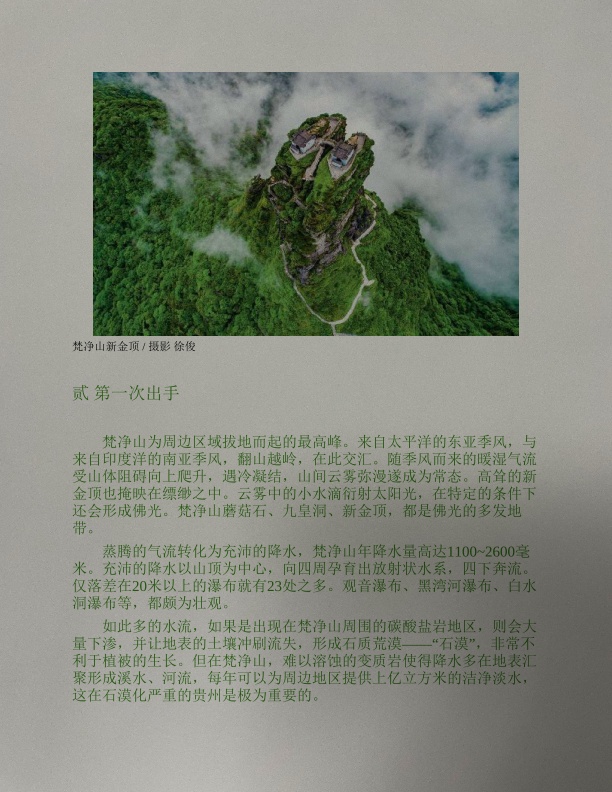 梵净山新金顶 / 摄影 徐俊
贰 第一次出手
梵净山为周边区域拔地而起的最高峰。来自太平洋的东亚季风，与
来自印度洋的南亚季风，翻山越岭，在此交汇。随季风而来的暖湿气流
受山体阻碍向上爬升，遇冷凝结，山间云雾弥漫遂成为常态。高耸的新
金顶也掩映在缥缈之中。云雾中的小水滴衍射太阳光，在特定的条件下
还会形成佛光。梵净山蘑菇石、九皇洞、新金顶，都是佛光的多发地
带。
蒸腾的气流转化为充沛的降水，梵净山年降水量高达1100~2600毫
米。充沛的降水以山顶为中心，向四周孕育出放射状水系，四下奔流。
仅落差在20米以上的瀑布就有23处之多。观音瀑布、黑湾河瀑布、白水
洞瀑布等，都颇为壮观。
如此多的水流，如果是出现在梵净山周围的碳酸盐岩地区，则会大
量下渗，并让地表的土壤冲刷流失，形成石质荒漠——“石漠”，非常不
利于植被的生长。但在梵净山，难以溶蚀的变质岩使得降水多在地表汇
聚形成溪水、河流，每年可以为周边地区提供上亿立方米的洁净淡水，
这在石漠化严重的贵州是极为重要的。